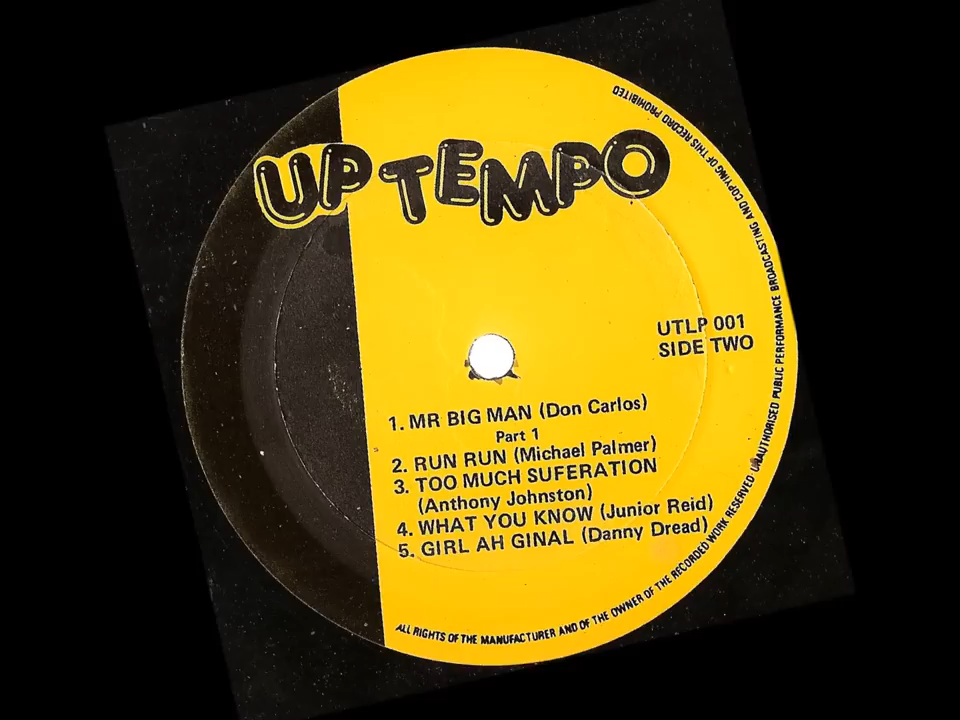 UP TEMPO
UTLP 001
SIDE TWO
1. MR BIG MAN (Don Carlos)
Part 1
2. RUN RUN (Michael Palmer)
3. TOO MUCH SUFERATION
(Anthony Johnston)
4. WHAT YOU KNOW (Junior Reid)
5. GIRL AH GINAL (Danny Dread)
ALL RIGHTS OF THE MANUFACTURER AND OF THE OWNER OF THE RECORDED WORK RESERVED UNAUTHORISED PUBLIC PERFORMANCE BROADCASTING AND COPYING OF THIS RECORD PROHIBITED